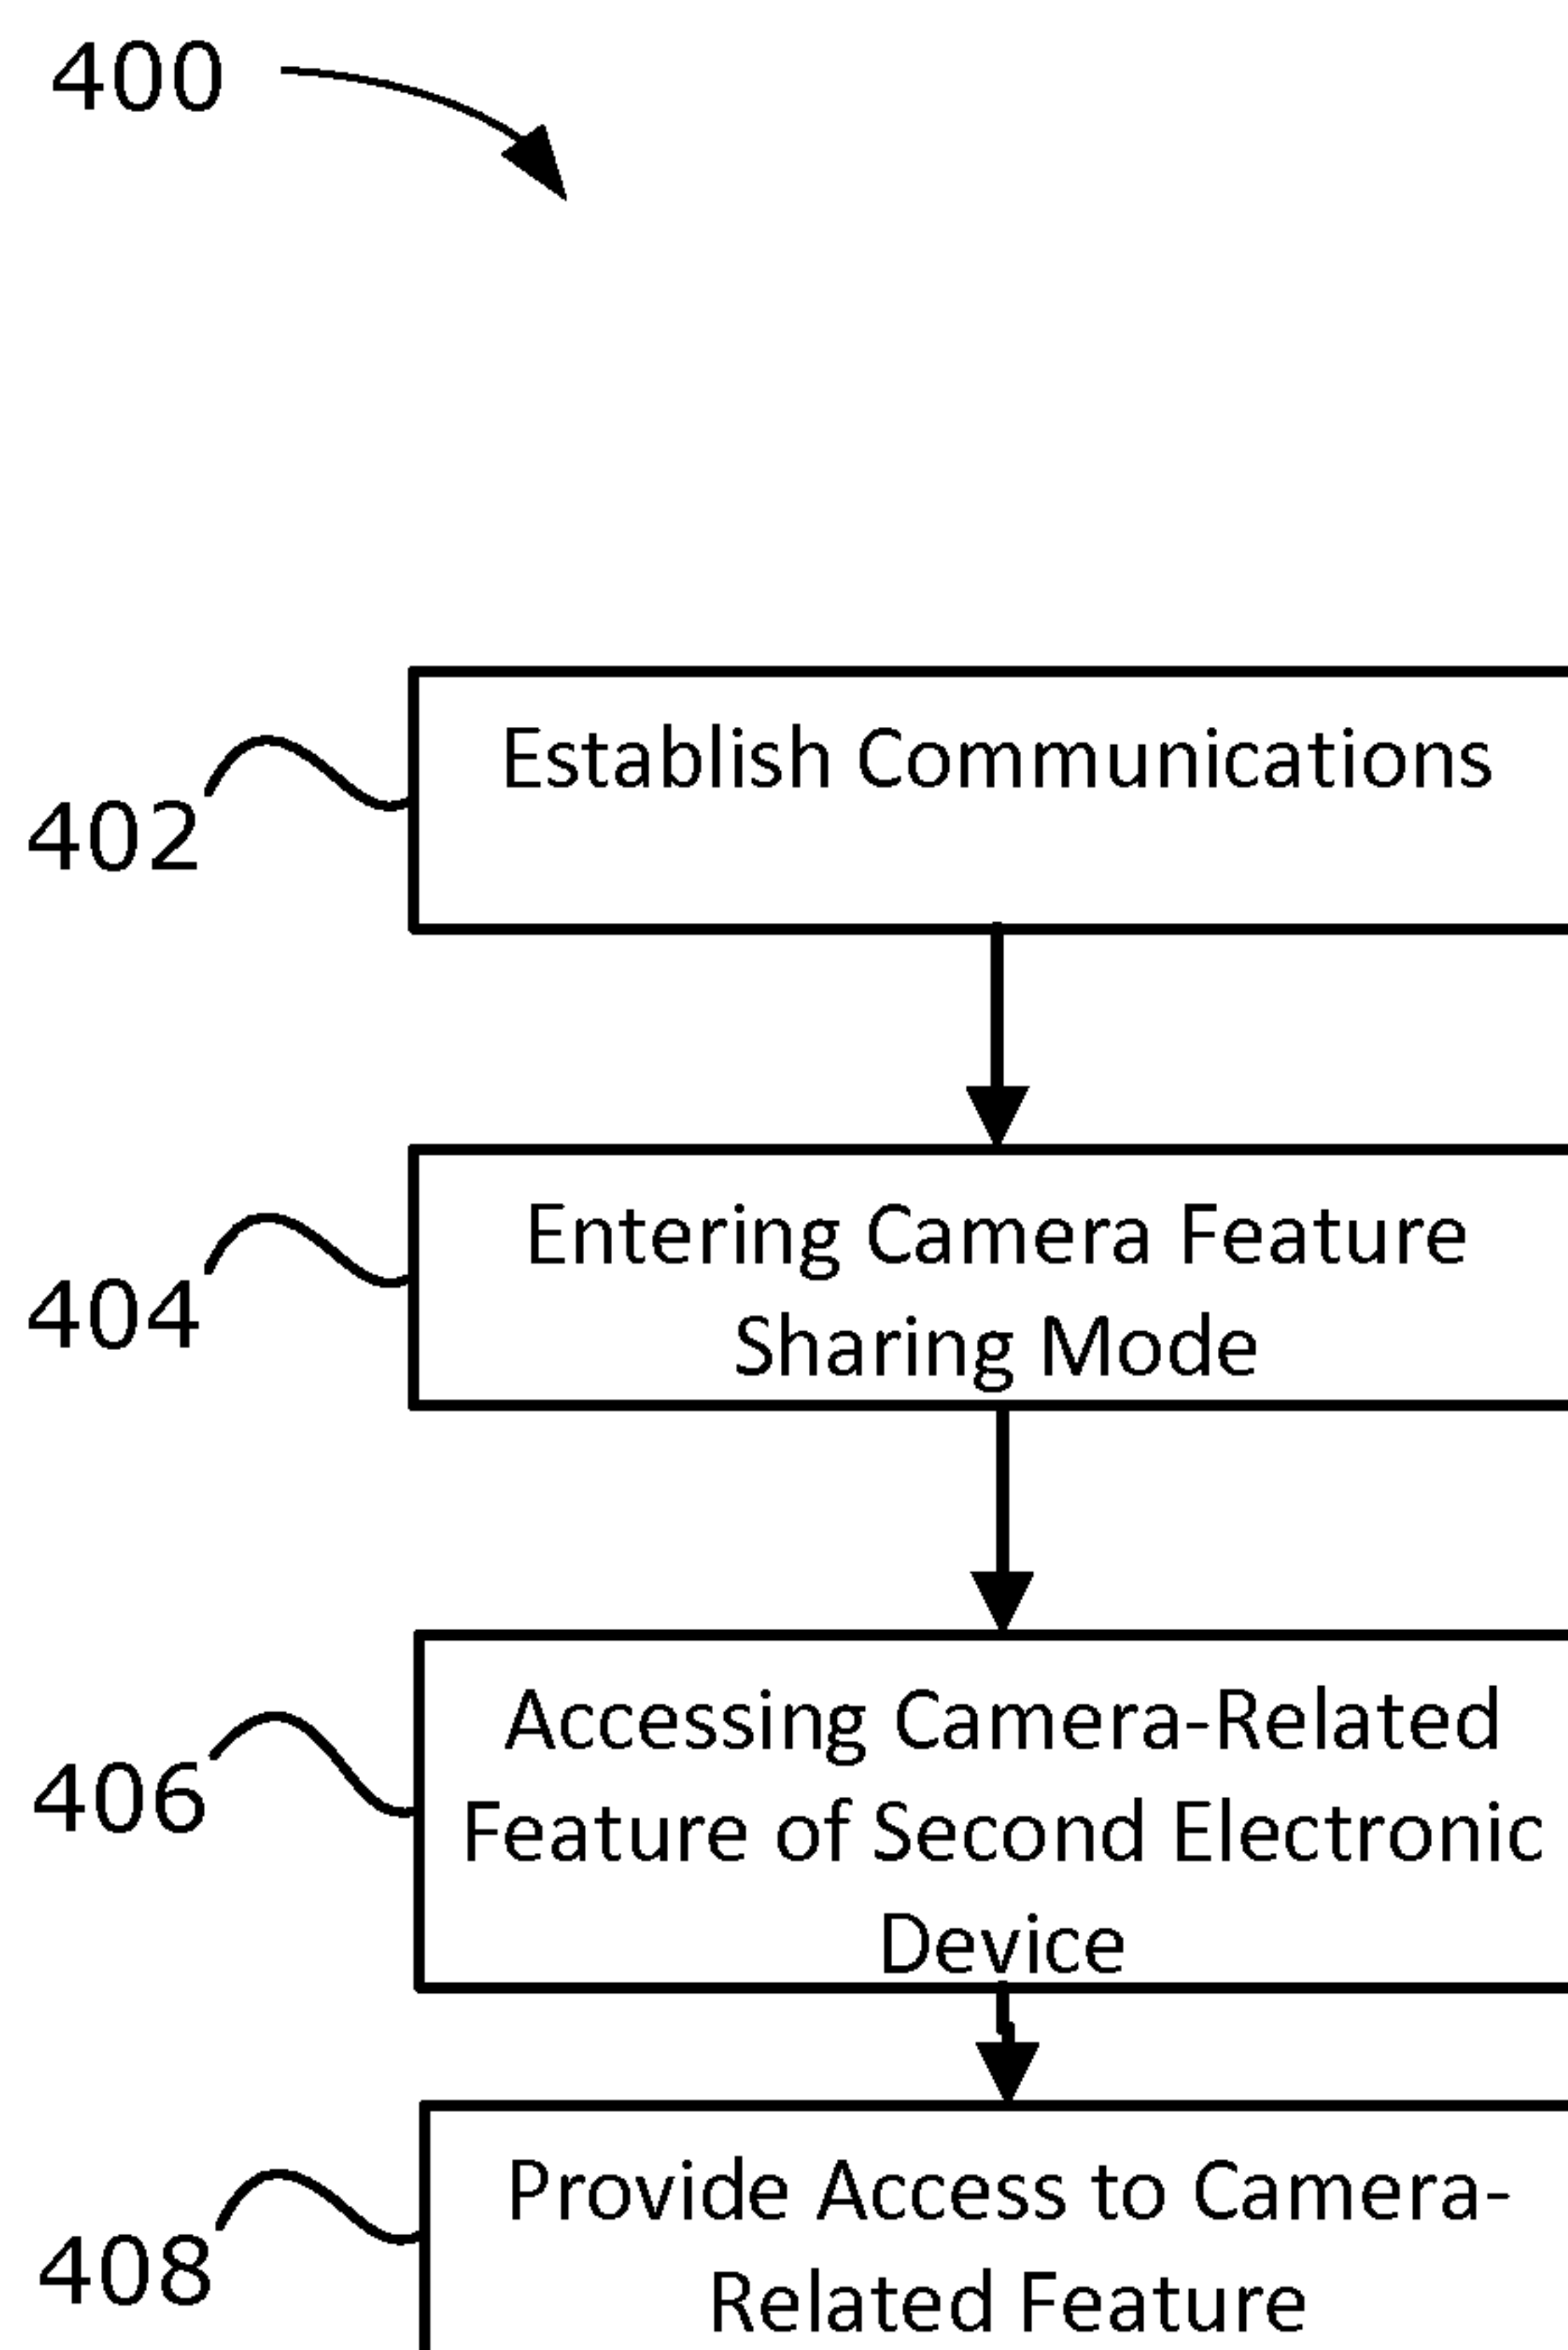 400
Establish Communications
402
Entering Camera Feature
Sharing Mode
404
Accessing Camera-Related
Feature of Second Electronic
Device
406
Provide Access to Camera-
Related Feature
408